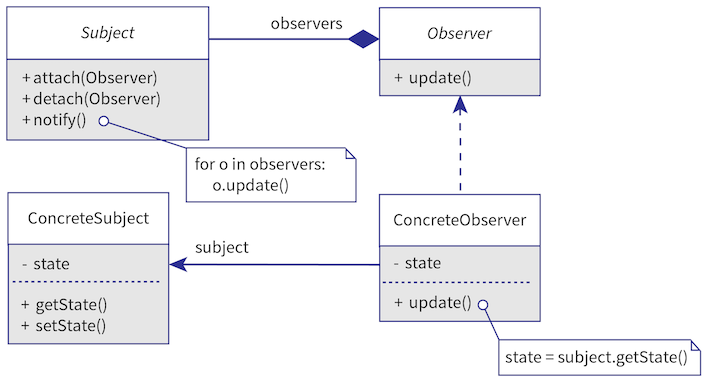 Subject
observers
Observer
+ attach(Observer)
+ detach(Observer)
+ notify()
+ update()
for o in observers:
o.update()
ConcreteSubject
- state
+ getState()
+ setState()
subject
ConcreteObserver
- state
+ update()
state = subject.getState()